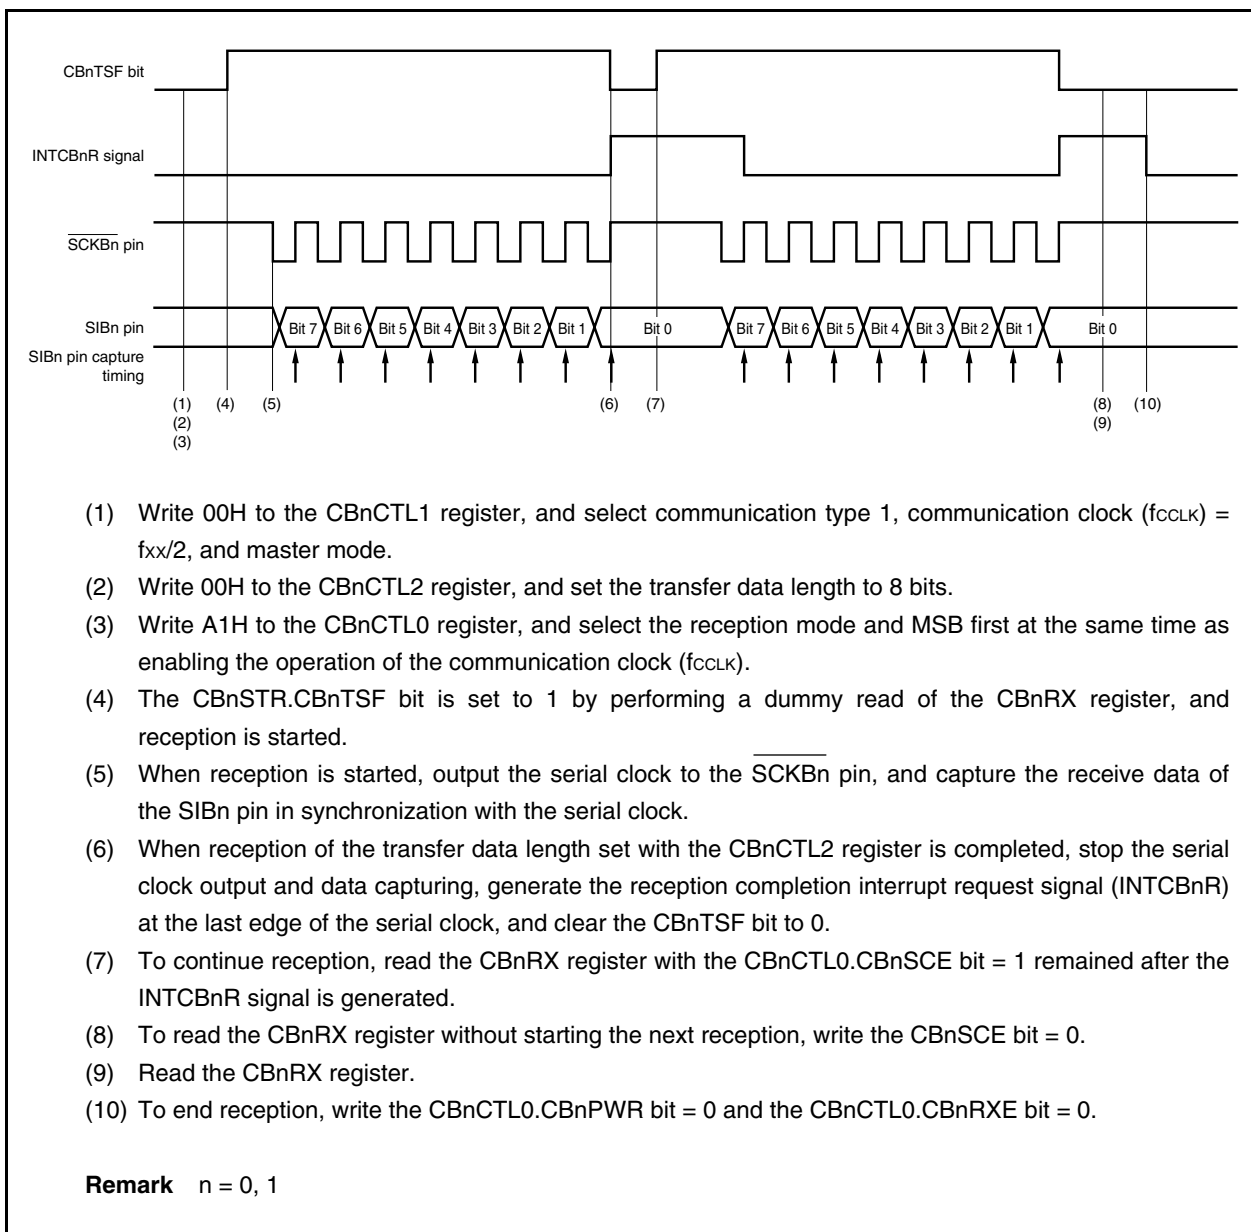 CBnTSF bit
INTCBnR signal
SCKBn pin
SIBn pin
Bit 7 Bit 6 Bit 5 Bit 4 Bit 3 Bit 2 Bit 1 Bit 0 Bit 7 Bit 6 Bit 5 Bit 4 Bit 3 Bit 2 Bit 1 Bit 0
SIBn pin capture
timing
(1) (4) (5) (6) (7) (8) (10)
(2) (9)
(3)
(1) Write 00H to the CBnCTL1 register, and select communication type 1, communication clock (fCCLK) =
fxx/2, and master mode.
(2) Write 00H to the CBnCTL2 register, and set the transfer data length to 8 bits.
(3) Write A1H to the CBnCTL0 register, and select the reception mode and MSB first at the same time as
enabling the operation of the communication clock (fCCLK).
(4) The CBnSTR.CBnTSF bit is set to 1 by performing a dummy read of the CBnRX register, and
reception is started.
(5) When reception is started, output the serial clock to the SCKBn pin, and capture the receive data of
the SIBn pin in synchronization with the serial clock.
(6) When reception of the transfer data length set with the CBnCTL2 register is completed, stop the serial
clock output and data capturing, generate the reception completion interrupt request signal (INTCBnR)
at the last edge of the serial clock, and clear the CBnTSF bit to 0.
(7) To continue reception, read the CBnRX register with the CBnCTL0.CBnSCE bit = 1 remained after the
INTCBnR signal is generated.
(8) To read the CBnRX register without starting the next reception, write the CBnSCE bit = 0.
(9) Read the CBnRX register.
(10) To end reception, write the CBnCTL0.CBnPWR bit = 0 and the CBnCTL0.CBnRXE bit = 0.
Remark n = 0, 1